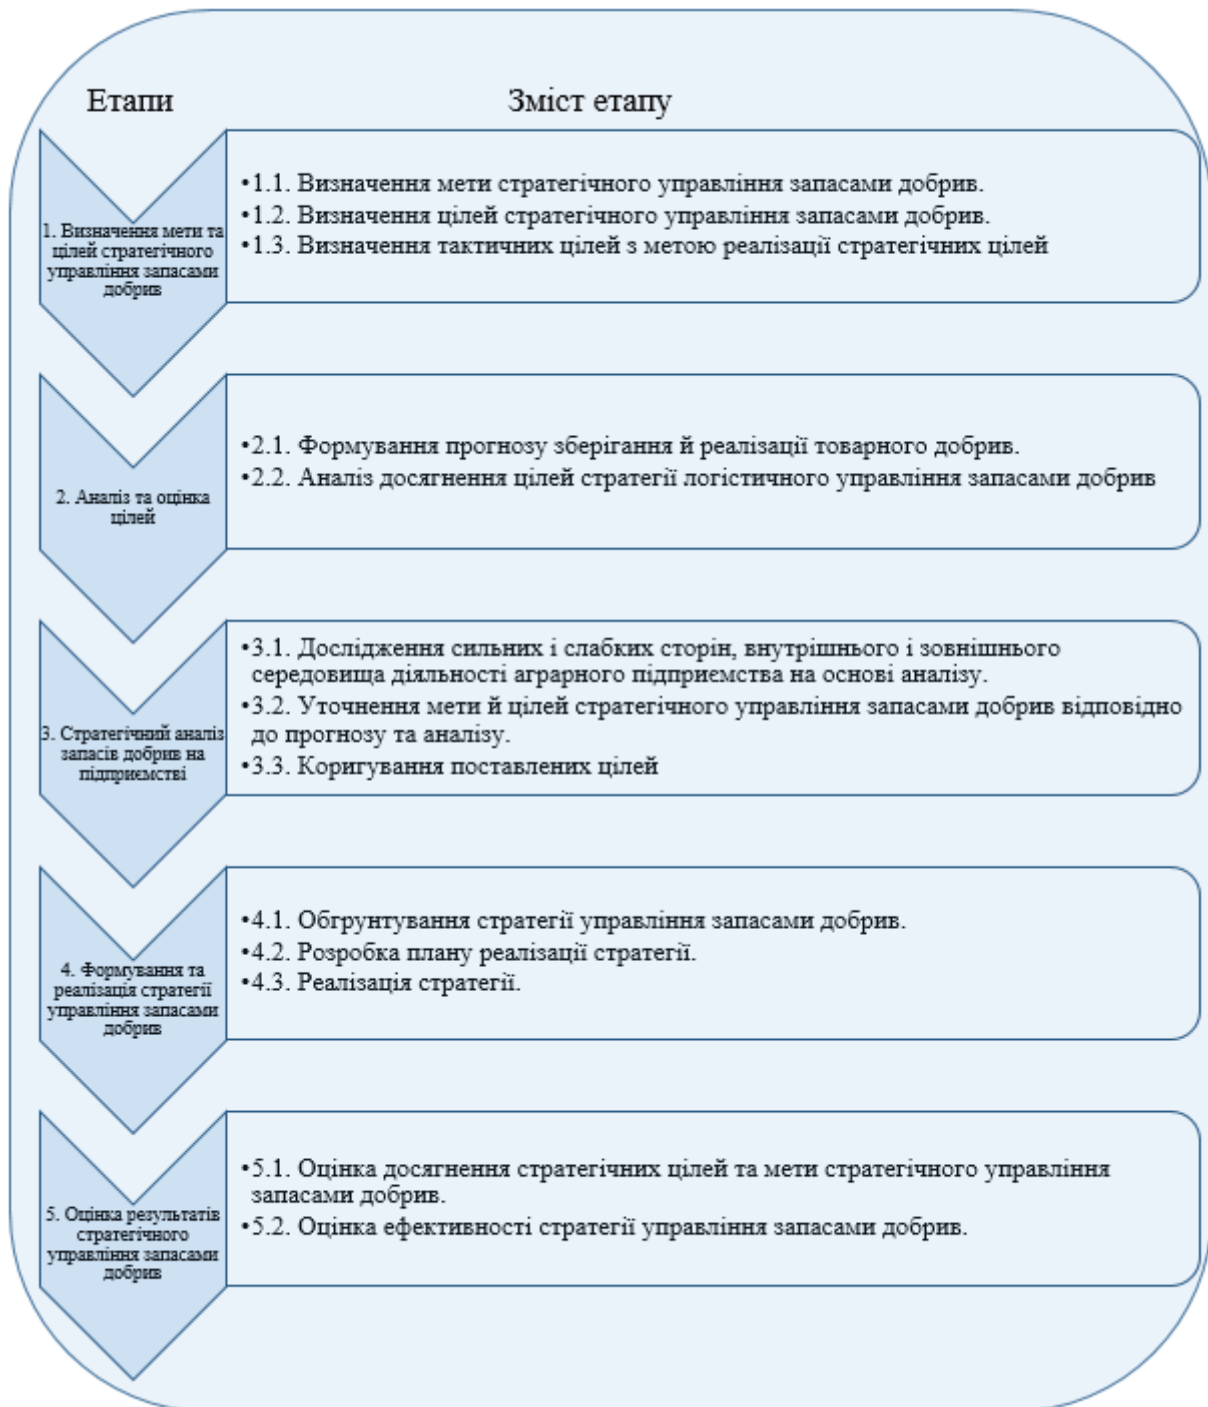 Етапи
Зміст етапу
1. Визначення мети та
цілей стратегічного
управління запасами
добрив
•1.1. Визначення мети стратегічного управління запасами добрив.
•1.2. Визначення цілей стратегічного управління запасами добрив.
•1.3. Визначення тактичних цілей з метою реалізації стратегічних цілей
2. Аналіз та оцінка
цілей
•2.1. Формування прогнозу зберігання й реалізації товарного добрив.
•2.2. Аналіз досягнення цілей стратегії логістичного управління запасами добрив
3. Стратегічний аналіз
запасів добрив на
підприємстві
•3.1. Дослідження сильних і слабких сторін, внутрішнього і зовнішнього
середовища діяльності аграрного підприємства на основі аналізу.
•3.2. Уточнення мети й цілей стратегічного управління запасами добрив відповідно
до прогнозу та аналізу.
•3.3. Коригування поставлених цілей
4. Формування та
реалізація стратегії
управління запасами
добрив
•4.1. Обгрунтування стратегії управління запасами добрив.
•4.2. Розробка плану реалізації стратегії.
•4.3. Реалізація стратегії.
5. Оцінка результатів
стратегічного
управління запасами
добрив
•5.1. Оцінка досягнення стратегічних цілей та мети стратегічного управління
запасами добрив.
•5.2. Оцінка ефективності стратегії управління запасами добрив.